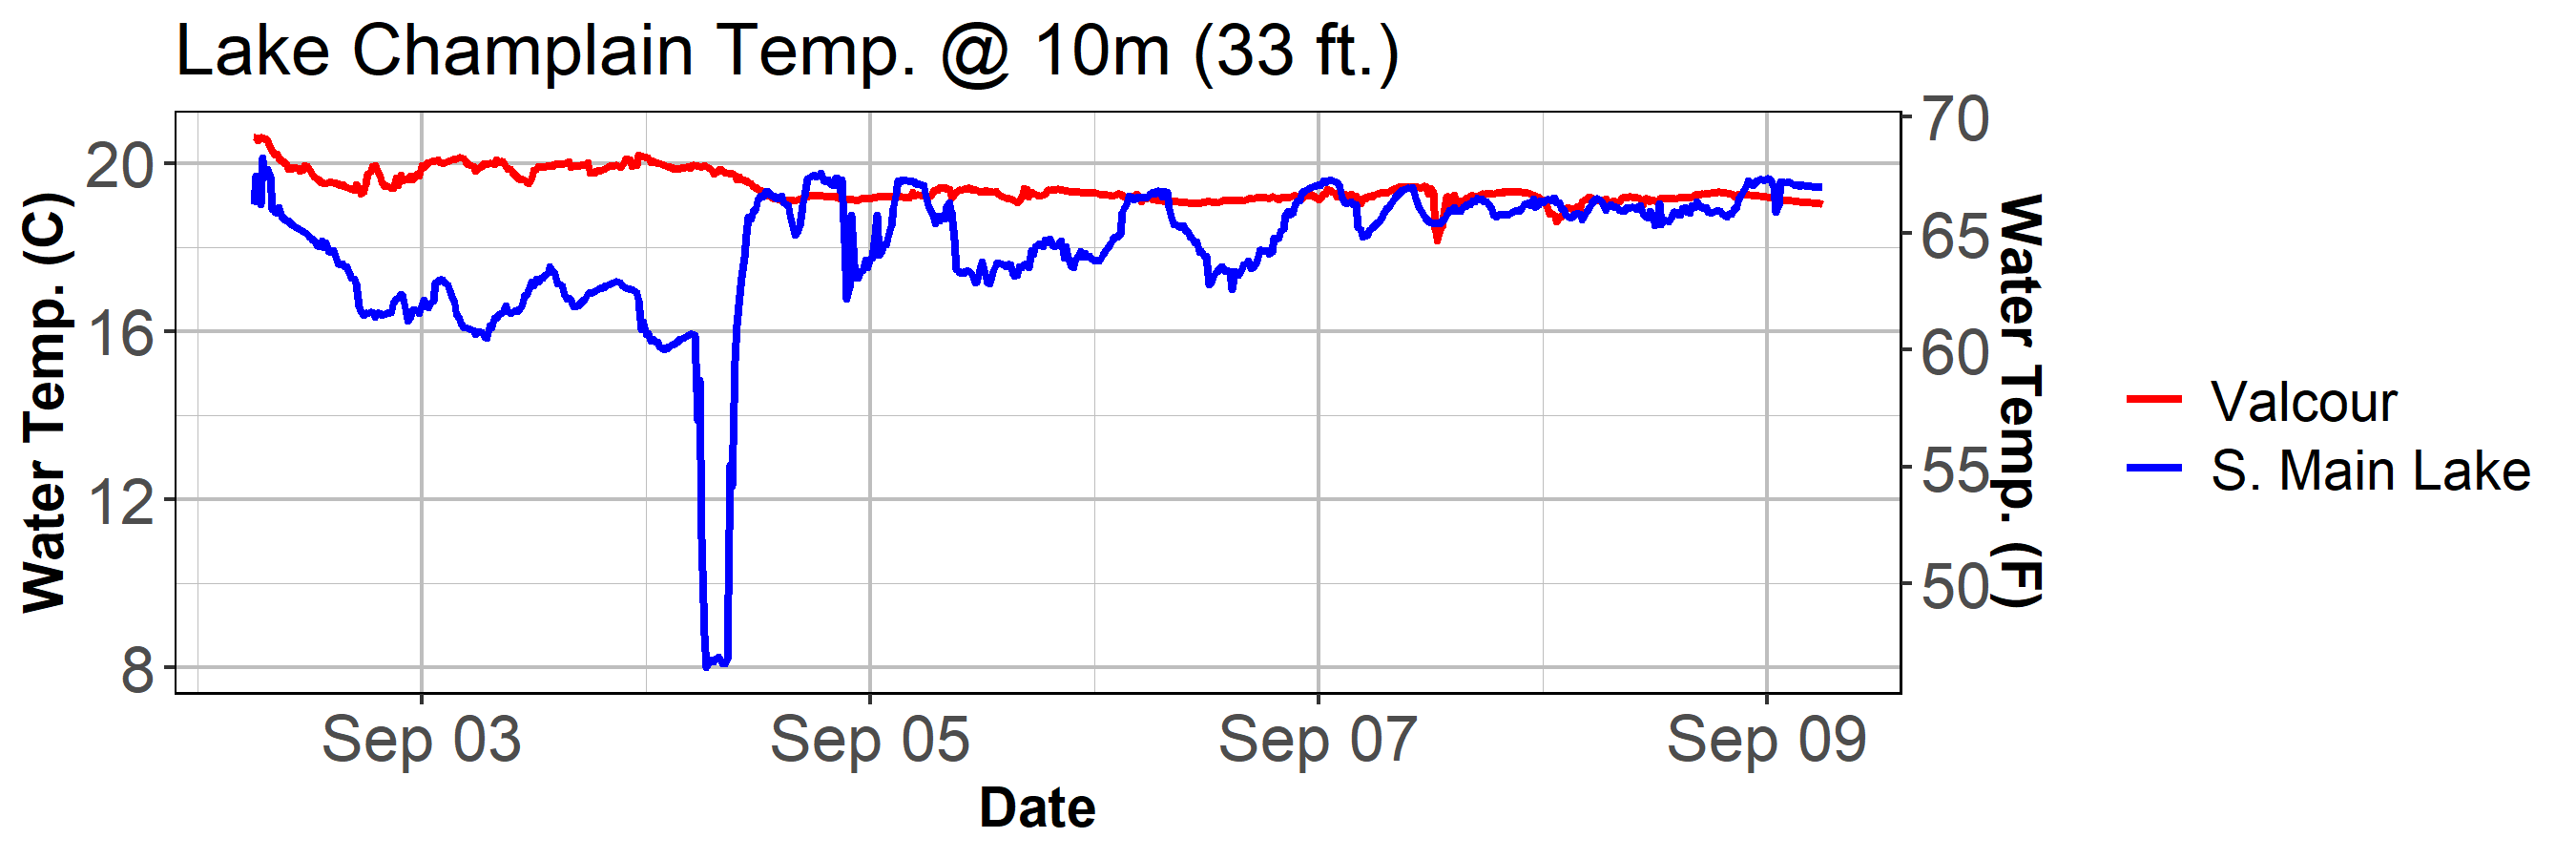 Lake Champlain Temp. @ 10m (33 ft.)
Water Temp. (C)
20
16
12
8
70
65
60
55
50
Water Temp. (F)
Sep 03
Sep 05
Sep 07
Sep 09
Date
Valcour
S. Main Lake